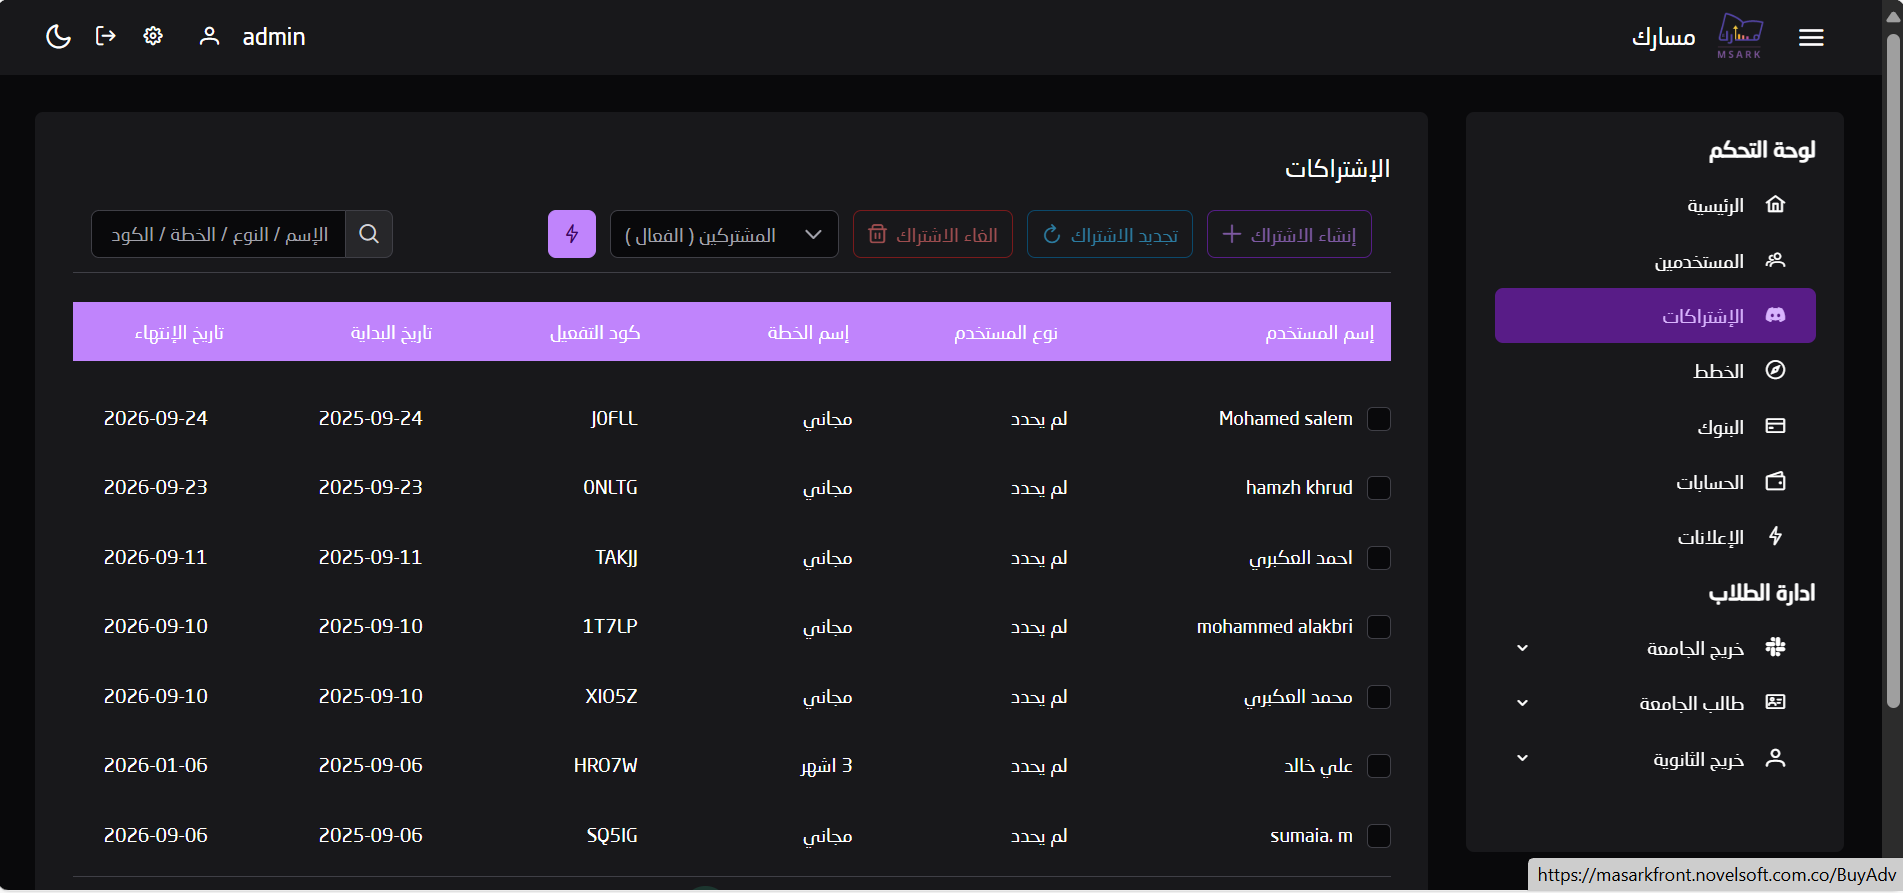 مسارك
مسارك
MSARK
admin
لوحة التحكم
الرئيسية
المستخدمين
الإشتراكات
الخطط
البنوك
الحسابات
الإعلانات
ادارة الطلاب
خريج الجامعة
طالب الجامعة
خريج الثانوية
الإشتراكات
إنشاء الاشتراك
تجديد الاشتراك
الغاء الاشتراك
المشتركين ( الفعال )
الإسم / النوع / الخطة / الكود
إسم المستخدم نوع المستخدم إسم الخطة كود التفعيل تاريخ البداية تاريخ الإنتهاء
Mohamed salem لم يحدد مجاني J0FLL 2025-09-24 2026-09-24
hamzh khrud لم يحدد مجاني 0NLTG 2025-09-23 2026-09-23
احمد العكبري لم يحدد مجاني TAKJJ 2025-09-11 2026-09-11
mohammed alakbri لم يحدد مجاني 1T7LP 2025-09-10 2026-09-10
محمد العكبري لم يحدد مجاني XIO5Z 2025-09-10 2026-09-10
علي خالد لم يحدد 3 اشهر HRO7W 2025-09-06 2026-01-06
sumaia. m لم يحدد مجاني SQ5IG 2025-09-06 2026-09-06
https://masarkfront.novelsoft.com.co/BuyAdv